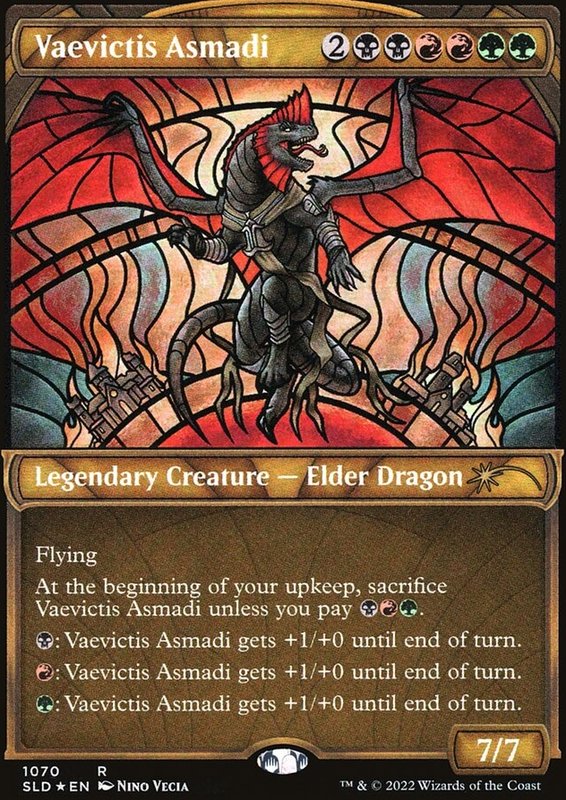 Vaevictis Asmadi 2
Legendary Creature — Elder Dragon
Flying
At the beginning of your upkeep, sacrifice
Vaevictis Asmadi unless you pay .
: Vaevictis Asmadi gets +1/+0 until end of turn.
: Vaevictis Asmadi gets +1/+0 until end of turn.
: Vaevictis Asmadi gets +1/+0 until end of turn.
7/7
1070 R
SLD ★ EN Nino Vecia
™ & © 2022 Wizards of the Coast